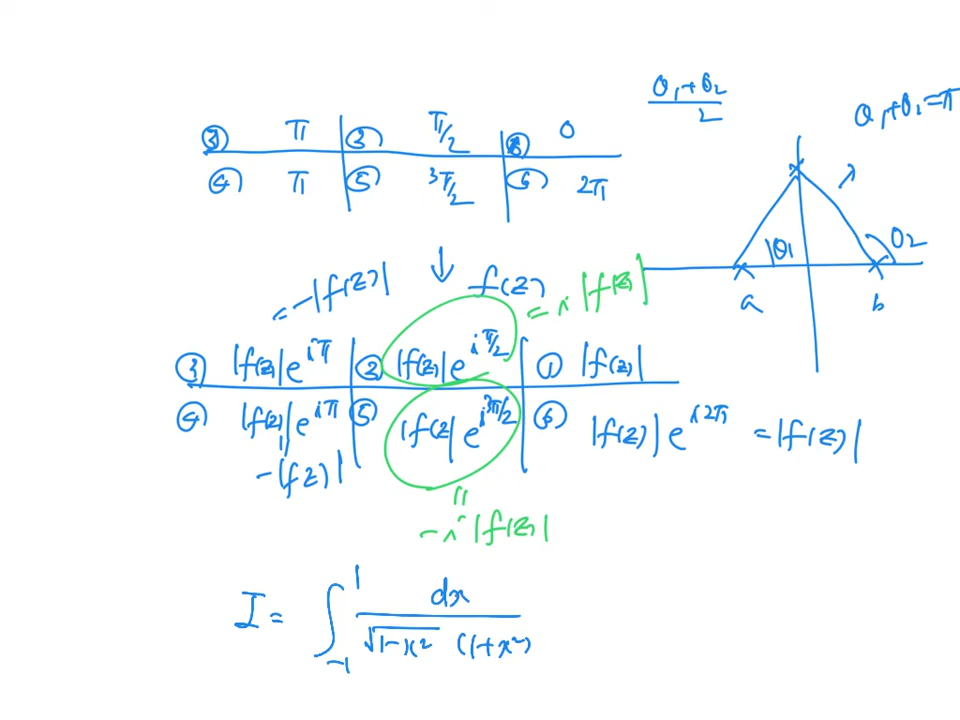 (θ₁+θ₂)/2
θ₁+θ₂=π
③ π | ② π/2 | ① 0
④ π | ⑤ 3π/2 | ⑥ 2π
θ₁ θ₂
a b
↓ f(z)
= -|f(z)|
= i |f(z)|
③ |f(z)|e^{iπ} | ② |f(z)|e^{iπ/2} | ① |f(z)|
④ |f(z)|e^{iπ} | ⑤ |f(z)|e^{i3π/2} | ⑥ |f(z)|e^{i2π} = |f(z)|
-|f(z)|
-i |f(z)|
I = ∫_{-1}^{1} dx / (√(1-x²) (1+x²))